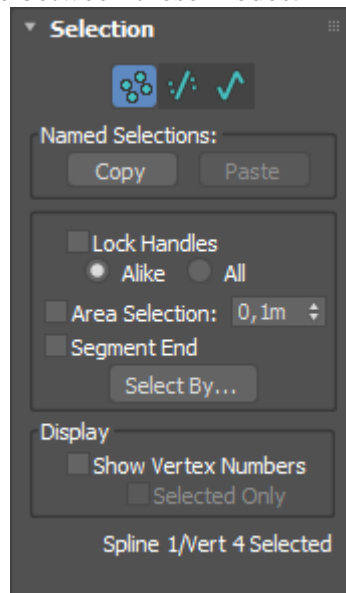 Selection
Named Selections:
Copy Paste
Lock Handles
Alike All
Area Selection: 0,1m
Segment End
Select By...
Display
Show Vertex Numbers
Selected Only
Spline 1/Vert 4 Selected